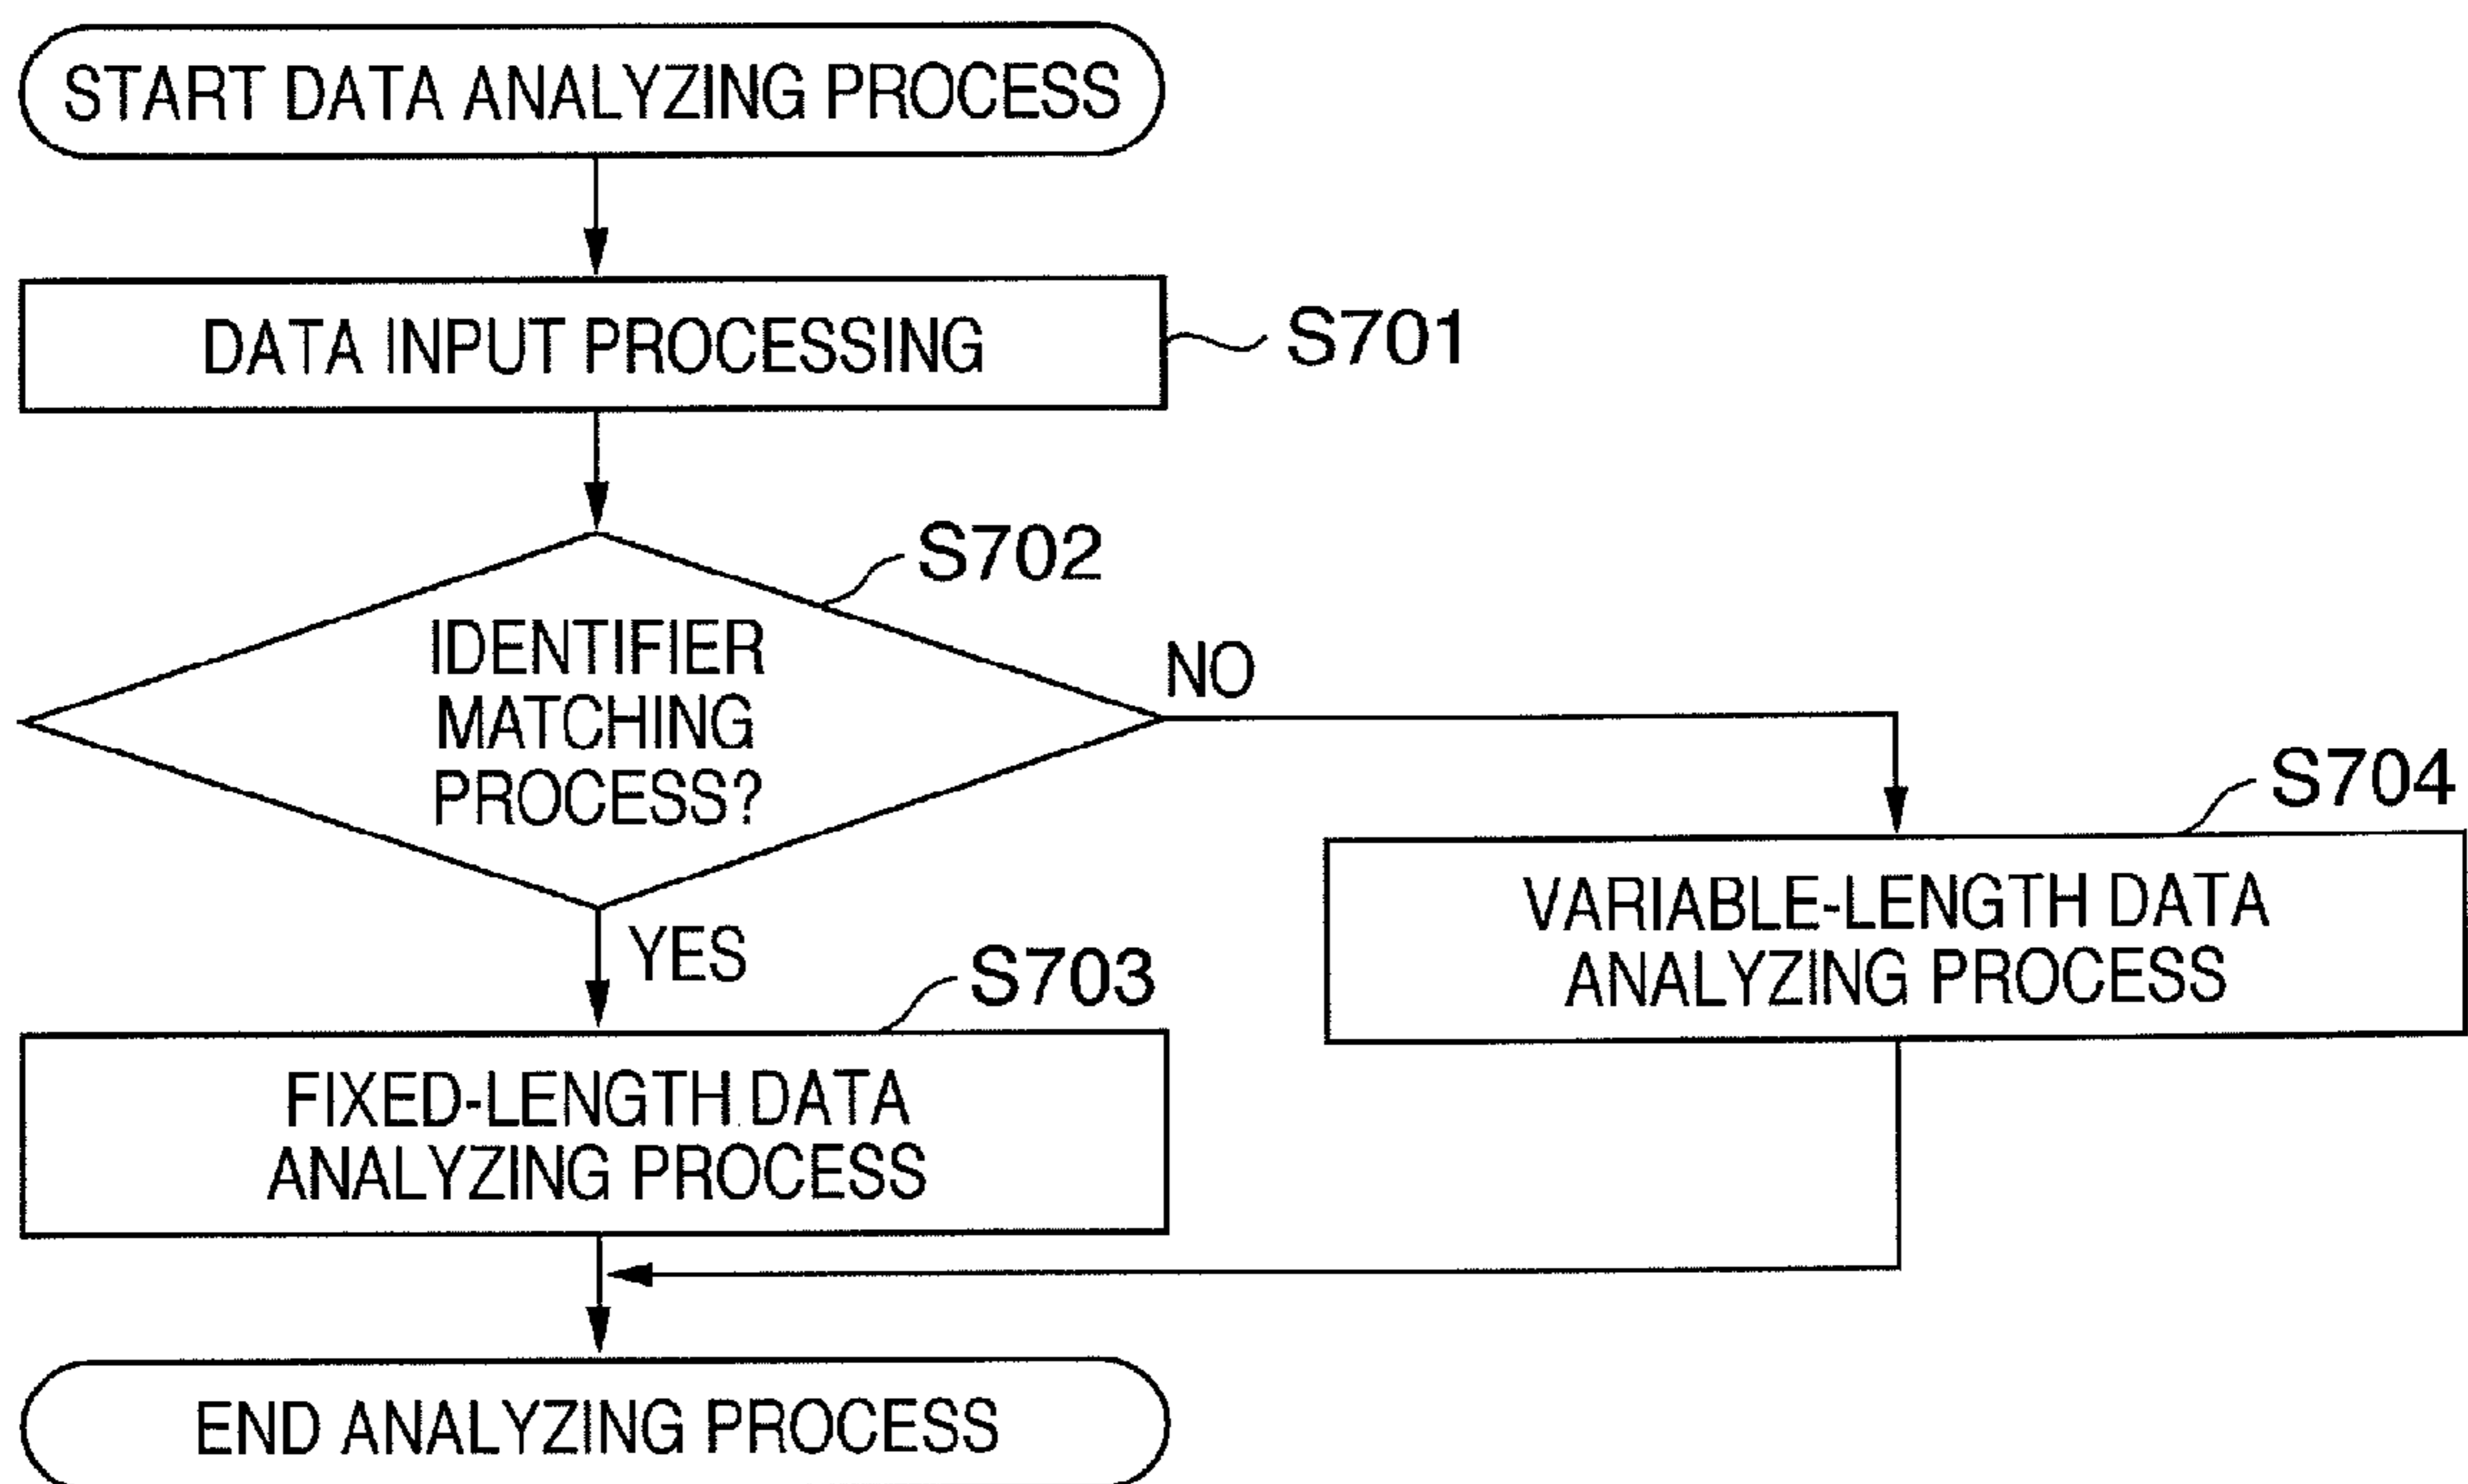 START DATA ANALYZING PROCESS
DATA INPUT PROCESSING
S701
S702
IDENTIFIER
MATCHING
PROCESS?
NO
YES
S703
FIXED-LENGTH DATA
ANALYZING PROCESS
S704
VARIABLE-LENGTH DATA
ANALYZING PROCESS
END ANALYZING PROCESS